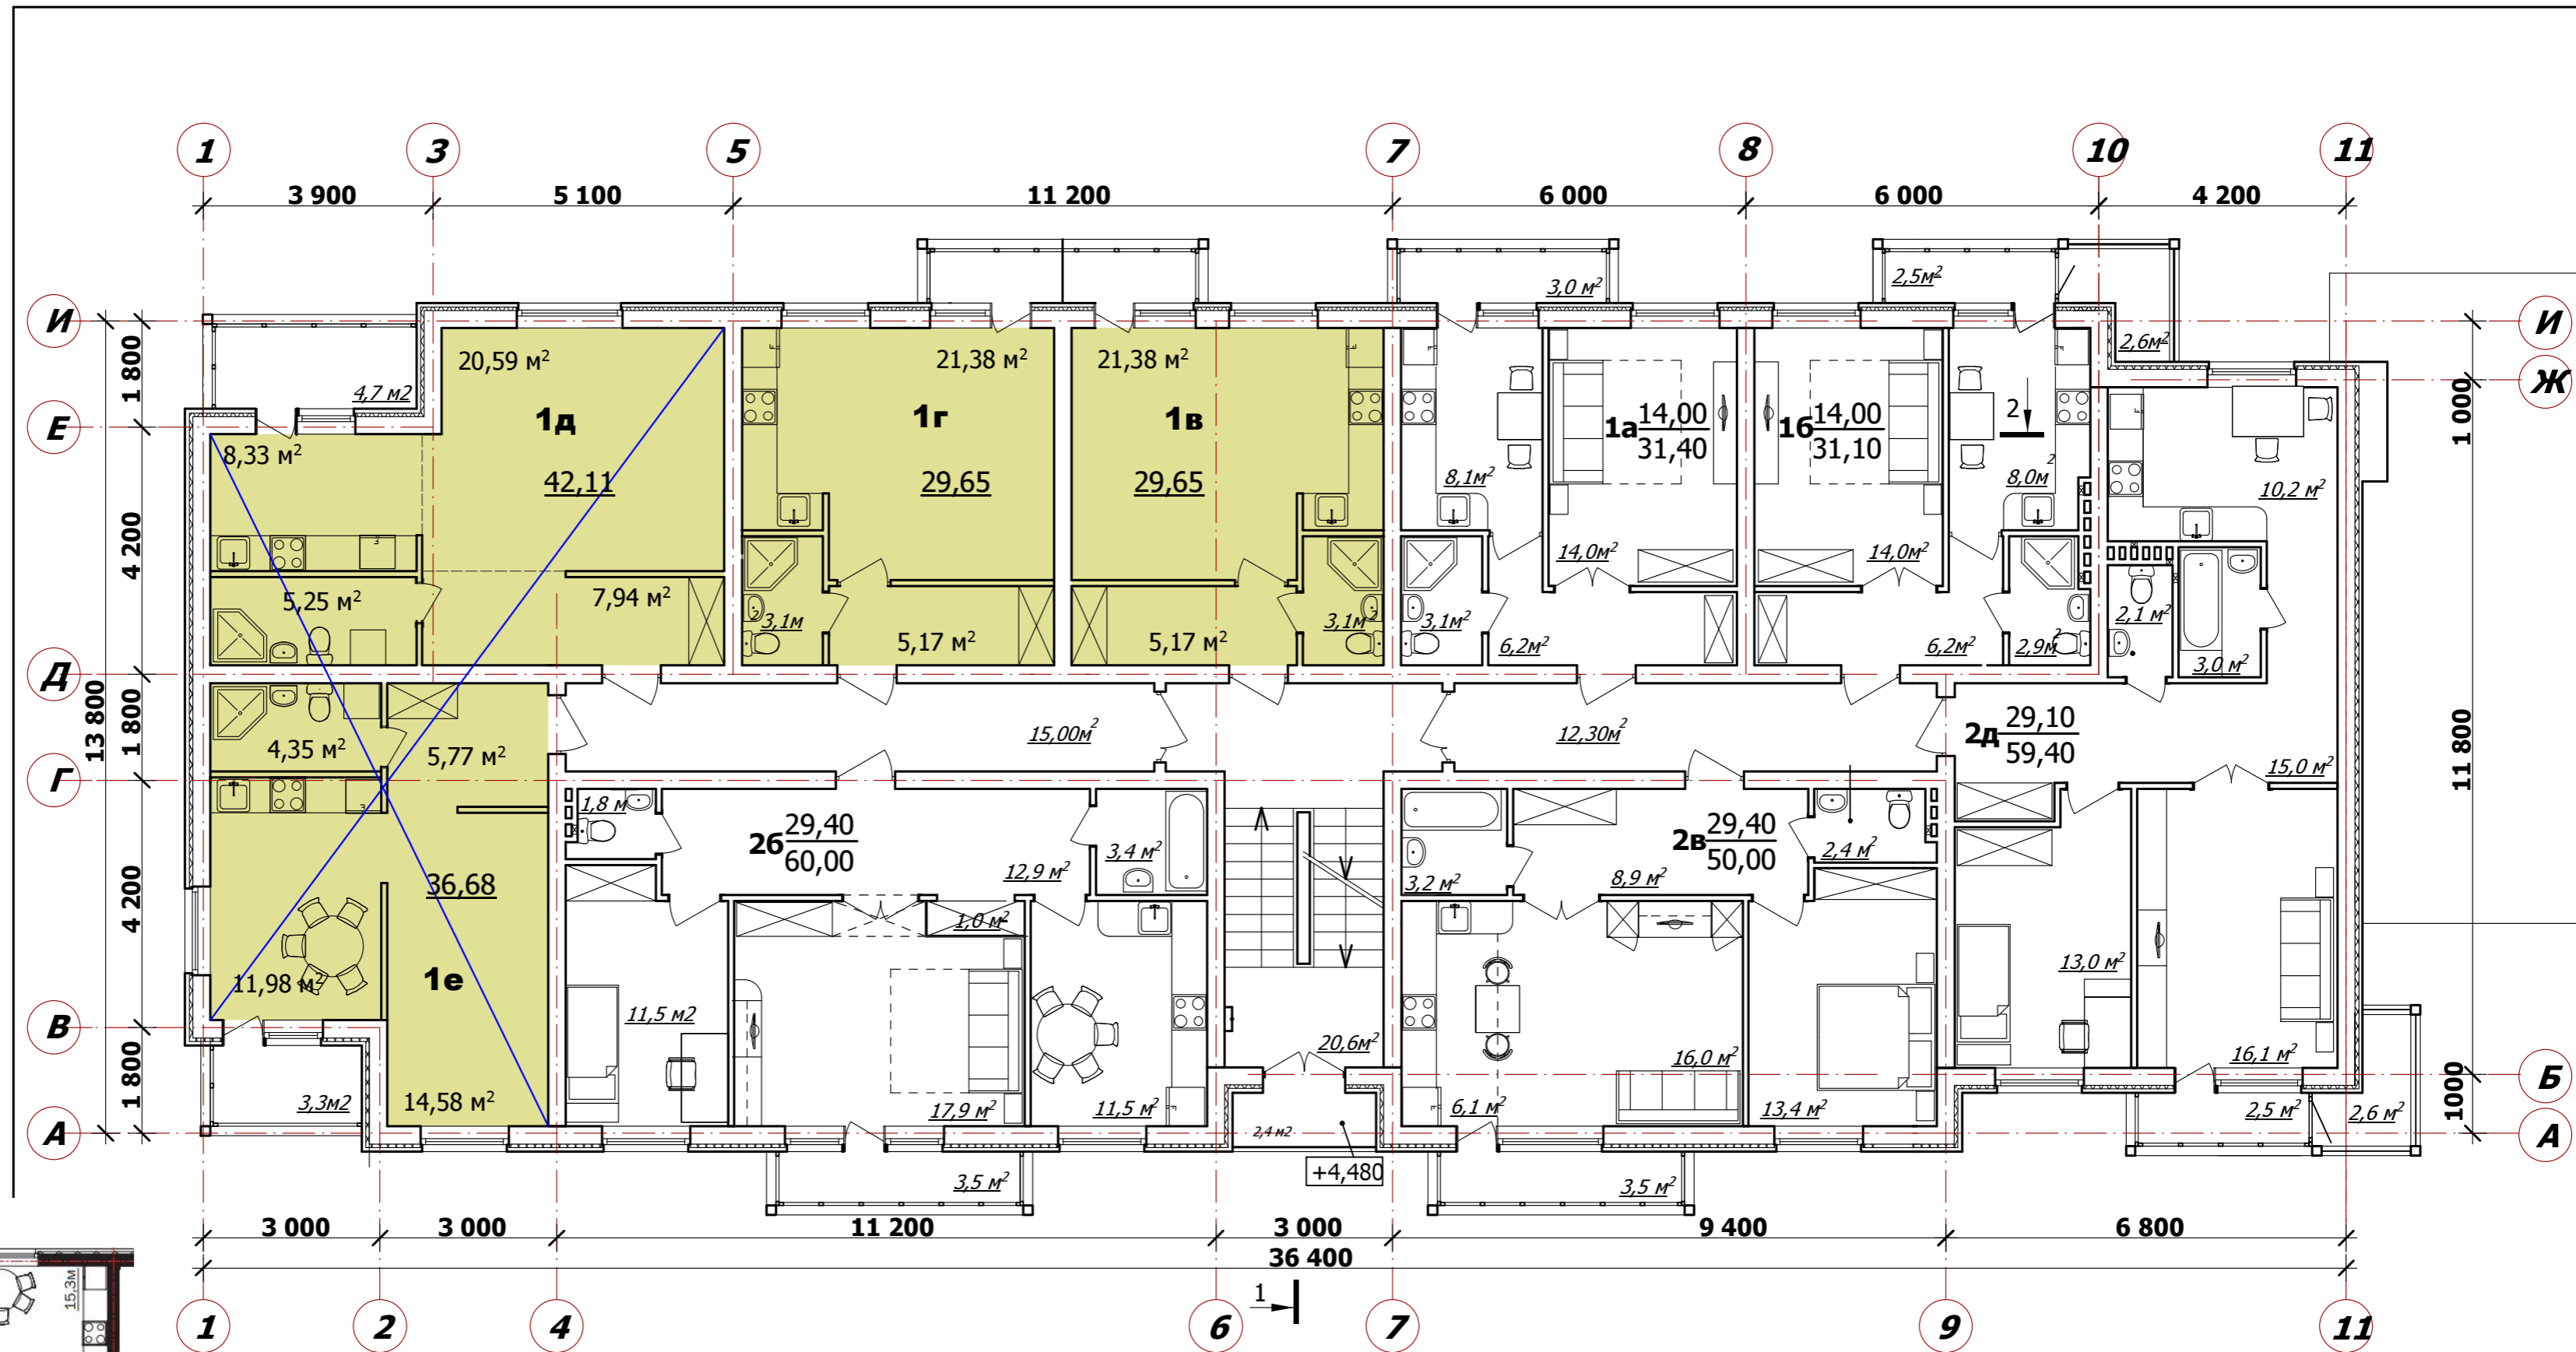 1 3 5 7 8 10 11
3 900 5 100 11 200 6 000 6 000 4 200
И И
Ж
Е
Д
Г
В
Б
А А
1 800
4 200
1 800
4 200
1 800
13 800
1 000
11 800
1000
4,7 м2
20,59 м²
1д
42,11
8,33 м²
5,25 м²
7,94 м²
21,38 м²
1г
29,65
3,1м²
5,17 м²
21,38 м²
1в
29,65
5,17 м²
3,1м²
3,0 м²
8,1м²
1а 14,00
31,40
14,0м²
3,1м²
6,2м²
2,5м²
2,6м²
1б 14,00
31,10
2
8,0м²
14,0м²
6,2м²
2,9м²
10,2 м²
2,1 м²
3,0 м²
15,00м²
12,30м²
2д 29,10
59,40
15,0 м²
4,35 м²
5,77 м²
36,68
1е
11,98 м²
14,58 м²
3,3м2
1,8 м
2б 29,40
60,00
12,9 м²
3,4 м²
1,0 м²
11,5 м2
17,9 м²
11,5 м²
3,5 м²
20,6м²
2,4 м2
+4,480
3,2 м²
8,9 м²
2в 29,40
50,00
2,4 м²
16,0 м²
6,1 м²
13,4 м²
3,5 м²
13,0 м²
16,1 м²
2,5 м²
2,6 м²
3 000 3 000 11 200 3 000 9 400 6 800
36 400
1
1 2 4 6 7 9 11
15,3м